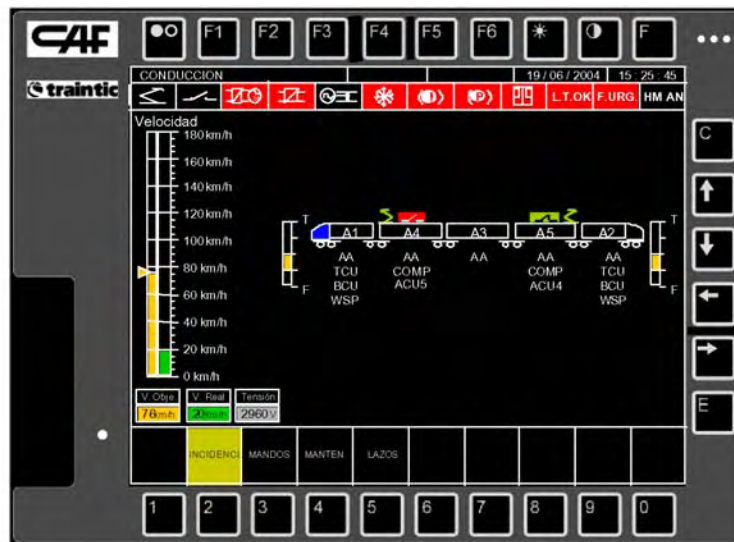 CAF
traintic
F1 F2 F3 F4 F5 F6 F
CONDUCCION 19/06/2004 15:25:45
L.T.OK F.URG. HM AN
Velocidad
180 km/h
160 km/h
140 km/h
120 km/h
100 km/h
80 km/h
60 km/h
40 km/h
20 km/h
0 km/h
T T
A1 A4 A3 A5 A2
F F
AA AA AA AA AA
TCU COMP COMP TCU
BCU ACU5 ACU4 BCU
WSP WSP
V. Obje V. Real Tensión
76km/h 20km/h 2960 V
INCIDENCI MANDOS MANTEN LAZOS
C
E
1 2 3 4 5 6 7 8 9 0